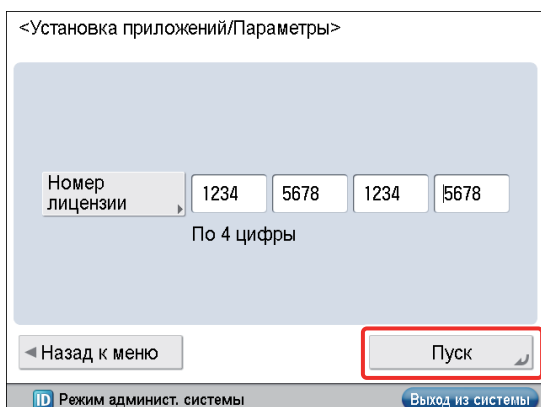 <Установка приложений/Параметры>
Номер
лицензии
1234 5678 1234 5678
По 4 цифры
Назад к меню
Пуск
ID Режим админист. системы
Выход из системы